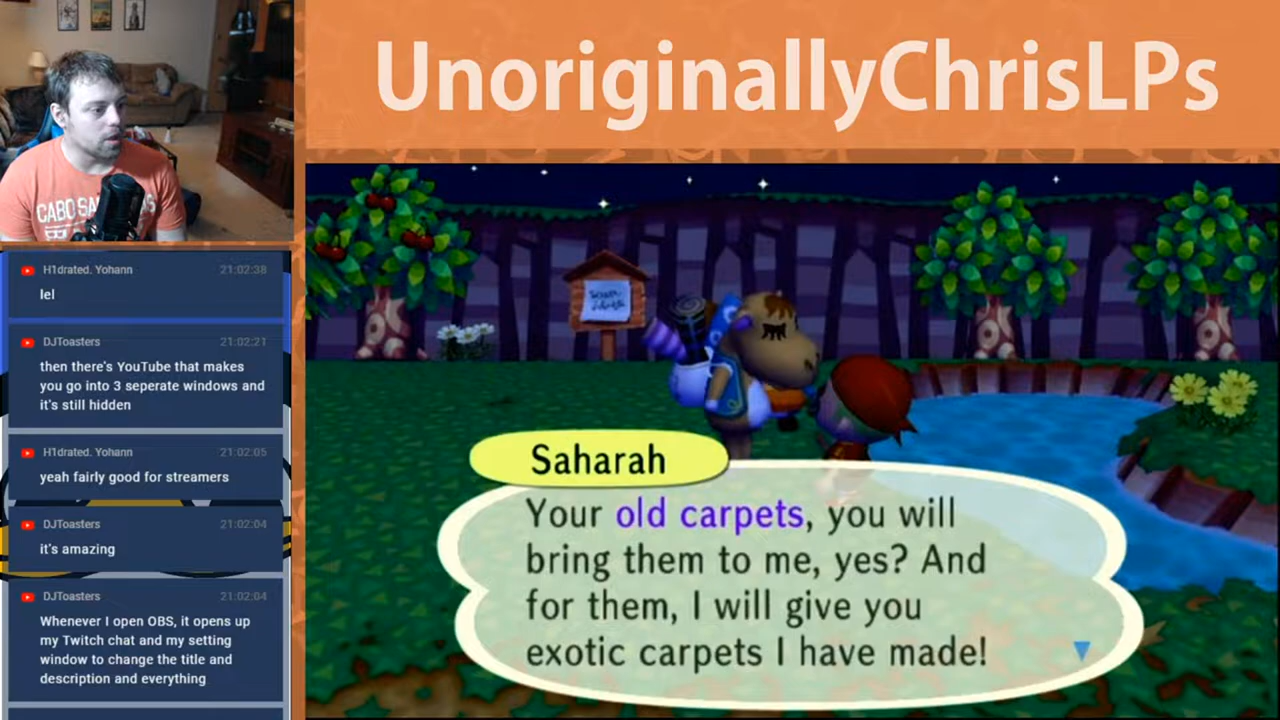 UnoriginallyChrisLPs
H1drated. Yohann 21:02:38
lel
DJToasters 21:02:21
then there's YouTube that makes
you go into 3 seperate windows and
it's still hidden
H1drated. Yohann 21:02:05
yeah fairly good for streamers
DJToasters 21:02:04
it's amazing
DJToasters 21:02:04
Whenever I open OBS, it opens up
my Twitch chat and my setting
window to change the title and
description and everything
Saharah
Your old carpets, you will
bring them to me, yes? And
for them, I will give you
exotic carpets I have made!